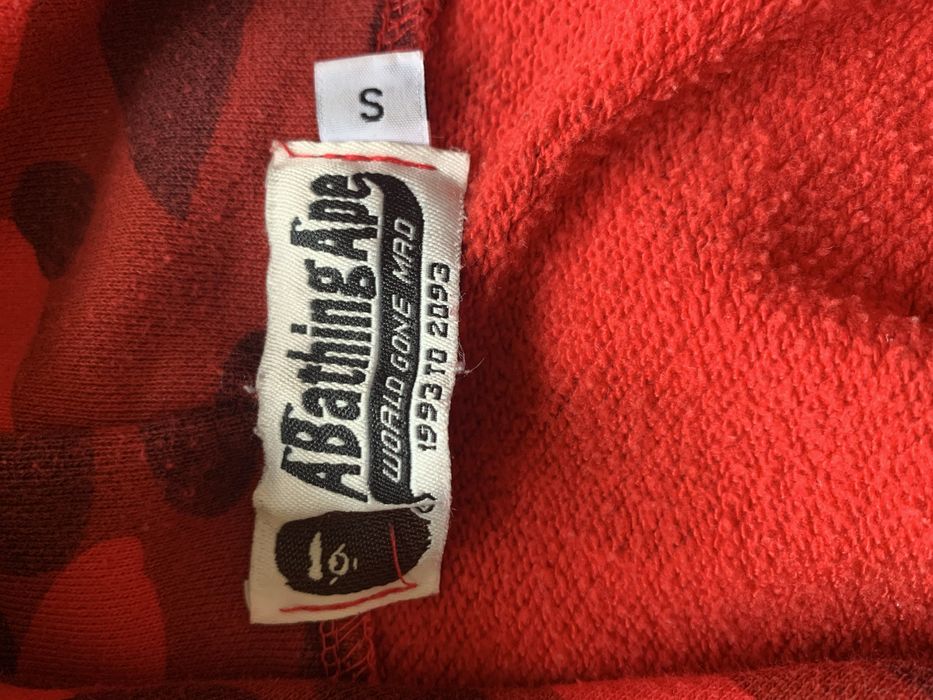 S
ABathingApe
WORLD GONE MAD
1993 TO 2093